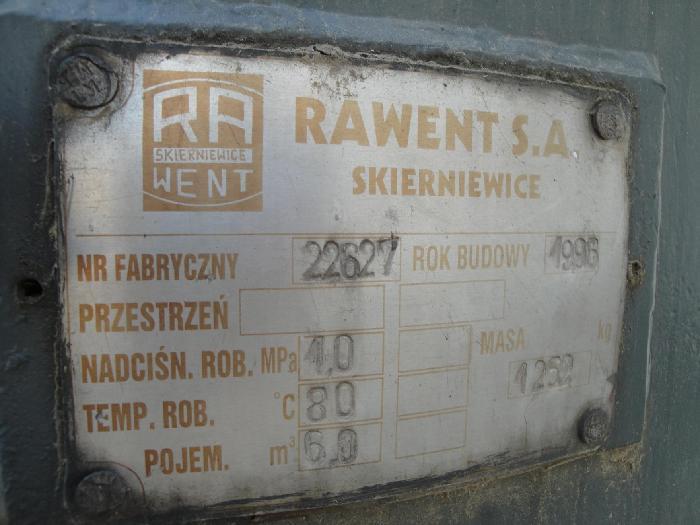 RA
SKIERNIEWICE
WENT
RAWENT S.A.
SKIERNIEWICE
NR FABRYCZNY 22627 ROK BUDOWY 1996
PRZESTRZEŃ
NADCIŚN. ROB. MPa 1,0 MASA kg
1252
TEMP. ROB. °C 80
POJEM. m³ 6,0